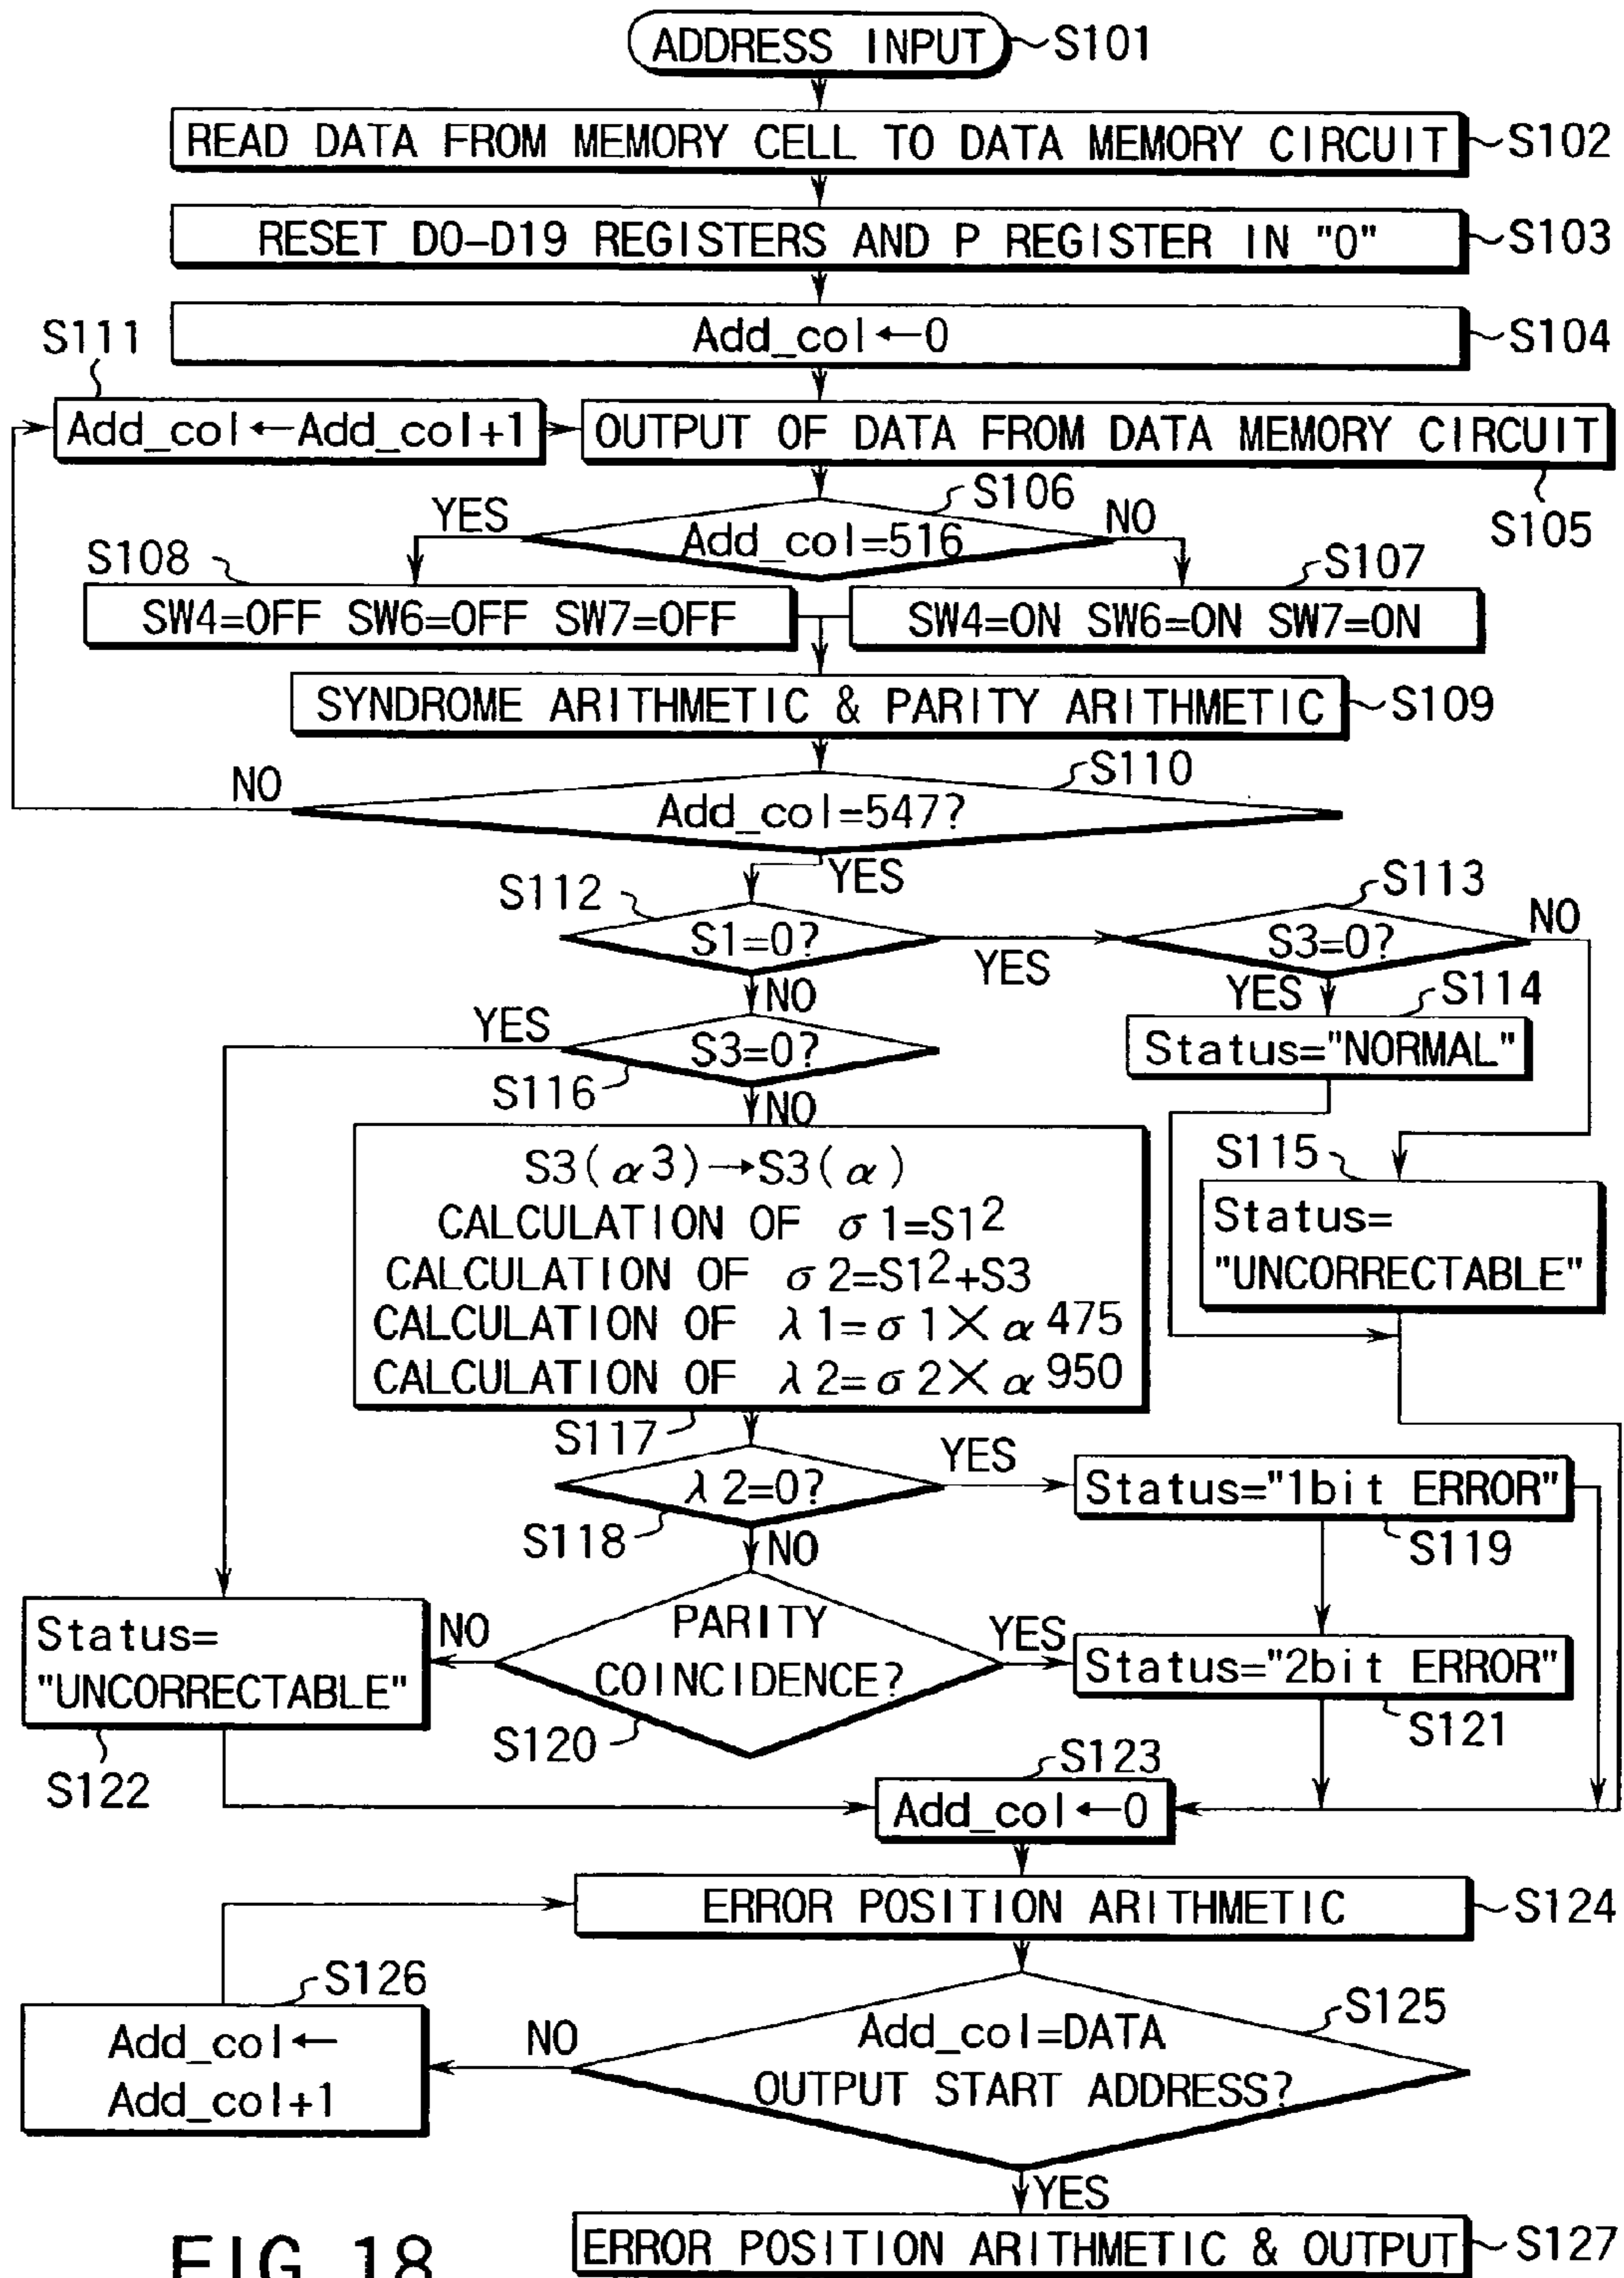 ADDRESS INPUT S101
READ DATA FROM MEMORY CELL TO DATA MEMORY CIRCUIT S102
RESET D0-D19 REGISTERS AND P REGISTER IN "0" S103
Add_col←0 S104
S111
Add_col←Add_col+1
OUTPUT OF DATA FROM DATA MEMORY CIRCUIT
S105
S106
YES
Add_col=516
NO
S108
SW4=OFF SW6=OFF SW7=OFF
S107
SW4=ON SW6=ON SW7=ON
SYNDROME ARITHMETIC & PARITY ARITHMETIC S109
S110
NO
Add_col=547?
YES
S112
S1=0?
YES
NO
S113
S3=0?
NO
YES
S114
Status="NORMAL"
S115
Status=
"UNCORRECTABLE"
YES
S3=0?
S116
NO
S3(α3)→S3(α)
CALCULATION OF σ1=S1²
CALCULATION OF σ2=S1²+S3
CALCULATION OF λ1=σ1×α475
CALCULATION OF λ2=σ2×α950
S117
λ2=0?
YES
S118
NO
Status="1bit ERROR"
S119
PARITY
COINCIDENCE?
NO
YES
S120
Status="2bit ERROR"
S121
Status=
"UNCORRECTABLE"
S122
S123
Add_col←0
ERROR POSITION ARITHMETIC S124
S126
Add_col←
Add_col+1
NO
S125
Add_col=DATA
OUTPUT START ADDRESS?
YES
ERROR POSITION ARITHMETIC & OUTPUT S127
FIG.18